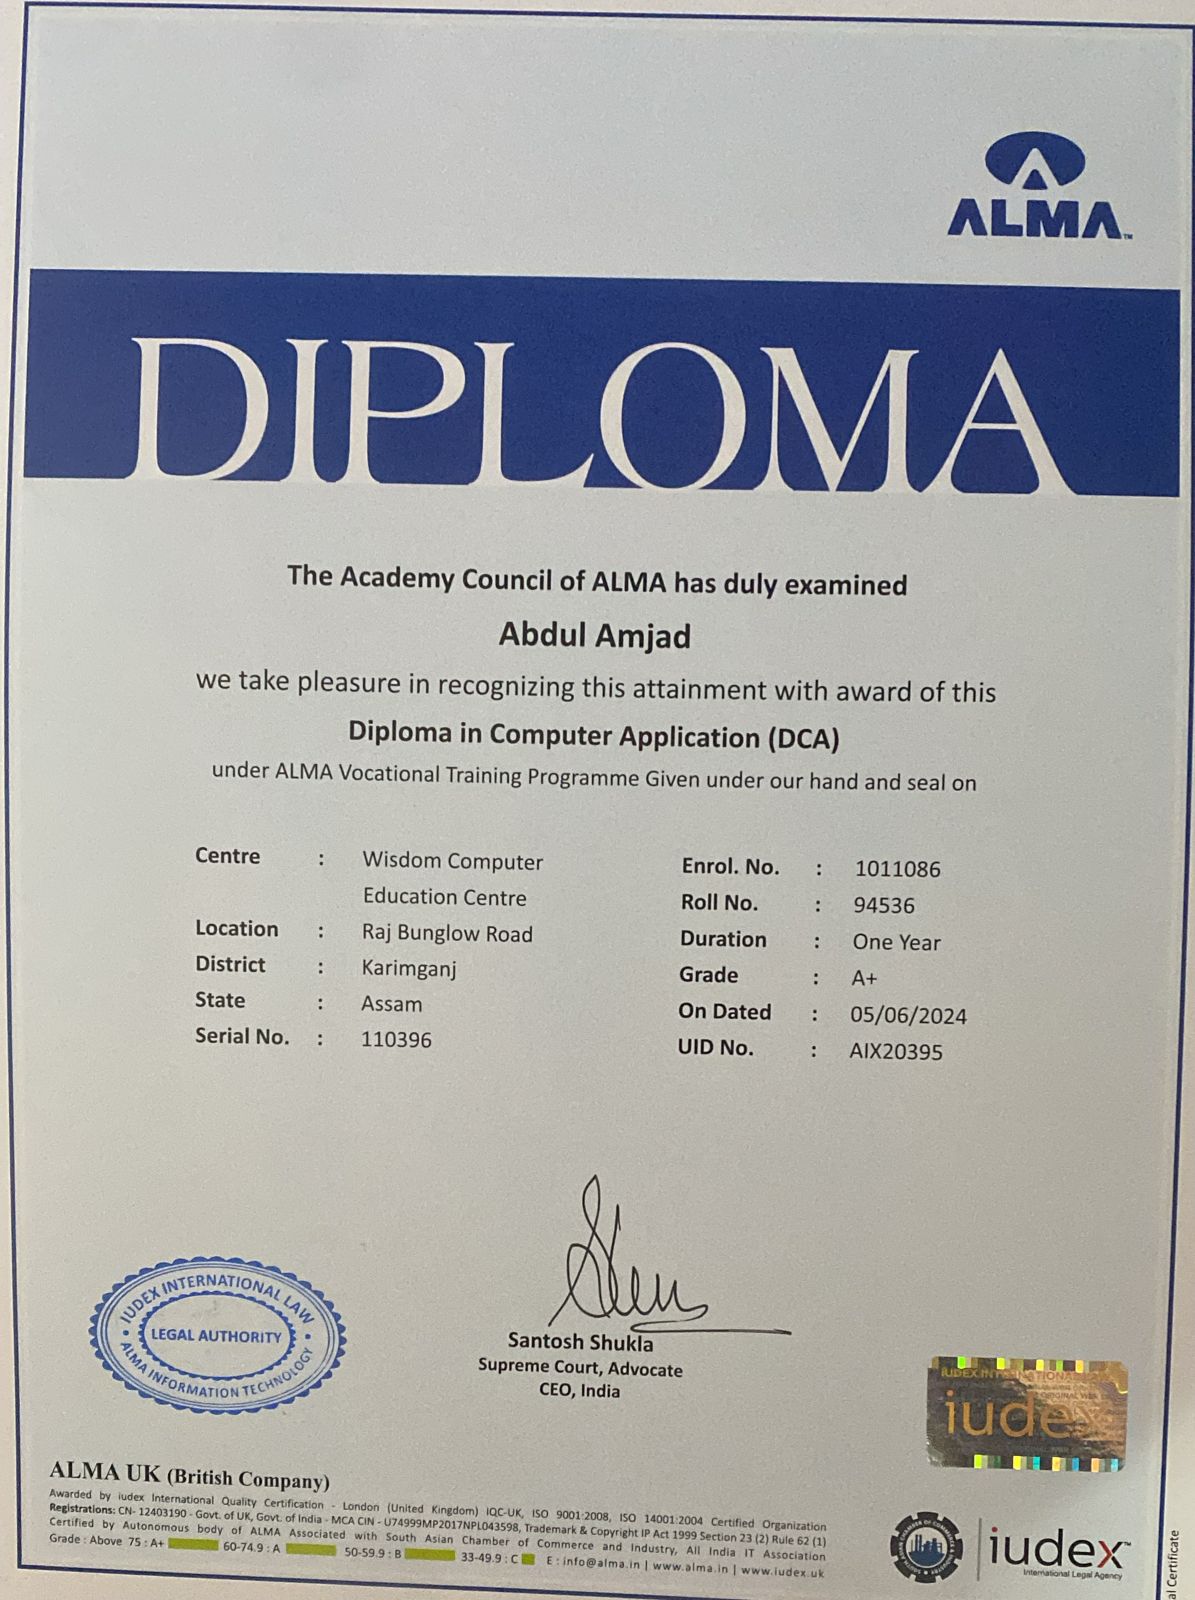 ALMA™
DIPLOMA
The Academy Council of ALMA has duly examined
Abdul Amjad
we take pleasure in recognizing this attainment with award of this
Diploma in Computer Application (DCA)
under ALMA Vocational Training Programme Given under our hand and seal on
Centre : Wisdom Computer
Education Centre
Location : Raj Bunglow Road
District : Karimganj
State : Assam
Serial No. : 110396
Enrol. No. : 1011086
Roll No. : 94536
Duration : One Year
Grade : A+
On Dated : 05/06/2024
UID No. : AIX20395
IUDEX INTERNATIONAL LAW
LEGAL AUTHORITY
ALMA INFORMATION TECHNOLOGY
Santosh Shukla
Supreme Court, Advocate
CEO, India
iudex
ALMA UK (British Company)
Awarded by iudex International Quality Certification - London (United Kingdom) IQC-UK, ISO 9001:2008, ISO 14001:2004 Certified Organization
Registrations: CN- 12403190 - Govt. of UK, Govt. of India - MCA CIN - U74999MP2017NPL043598, Trademark & Copyright IP Act 1999 Section 23 (2) Rule 62 (1)
Certified by Autonomous body of ALMA Associated with South Asian Chamber of Commerce and Industry, All India IT Association
Grade : Above 75 : A+ 60-74.9 : A 50-59.9 : B 33-49.9 : C E : info@alma.in | www.alma.in | www.iudex.uk
iudex™
International Legal Agency
al Certificate